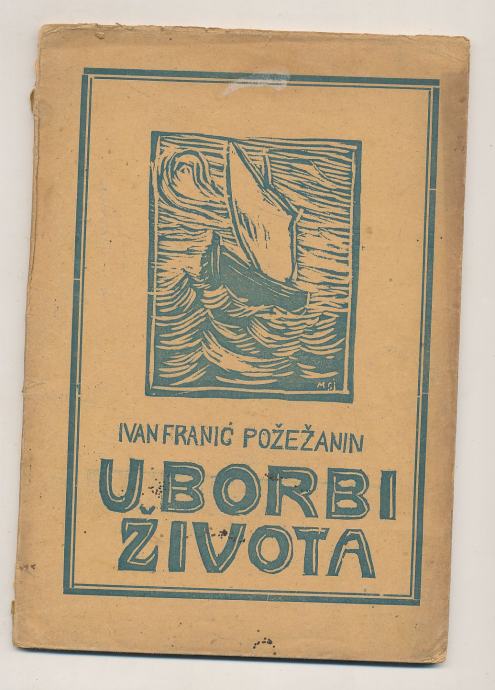 IVAN FRANIĆ POŽEŽANIN
U BORBI
ŽIVOTA